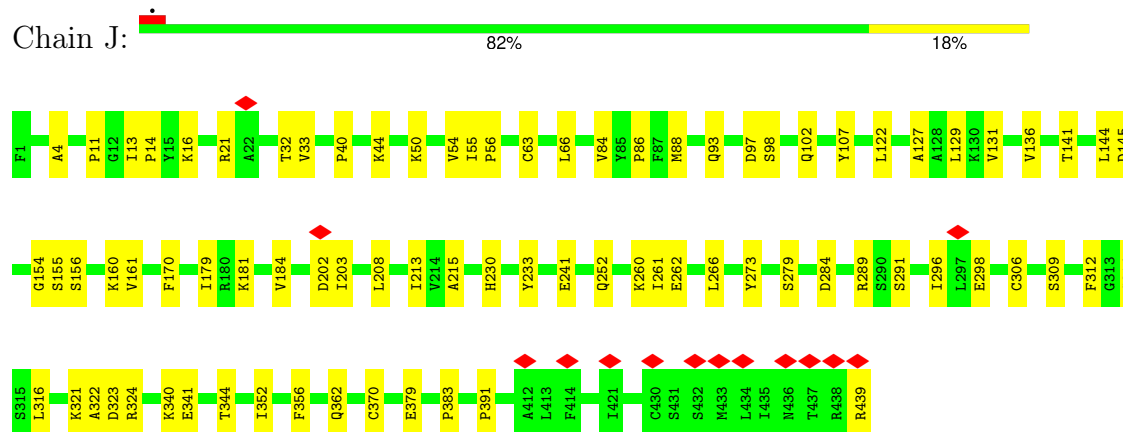 Chain J:
82% 18%
F1 A4 P11 G12 I13 P14 Y15 K16 R21 A22 T32 V33 P40 K44 K50 V54 I55 P56 C63 L66 V84 Y85 P86 F87 M88 Q93 D97 S98 Q102 Y107 L122 A127 A128 L129 K130 V131 V136 T141 L144
G154 S155 S156 K160 V161 F170 I179 R180 K181 V184 D202 I203 L208 I213 V214 A215 H230 Y233 E241 Q252 K260 I261 E262 L266 Y273 S279 D284 R289 S290 S291 I296 L297 E298 C306 S309 F312 G313
S315 L316 K321 A322 D323 R324 K340 E341 T344 I352 F356 Q362 C370 E379 P383 P391 A412 L413 F414 I421 C430 S431 S432 M433 L434 I435 N436 T437 R438 R439